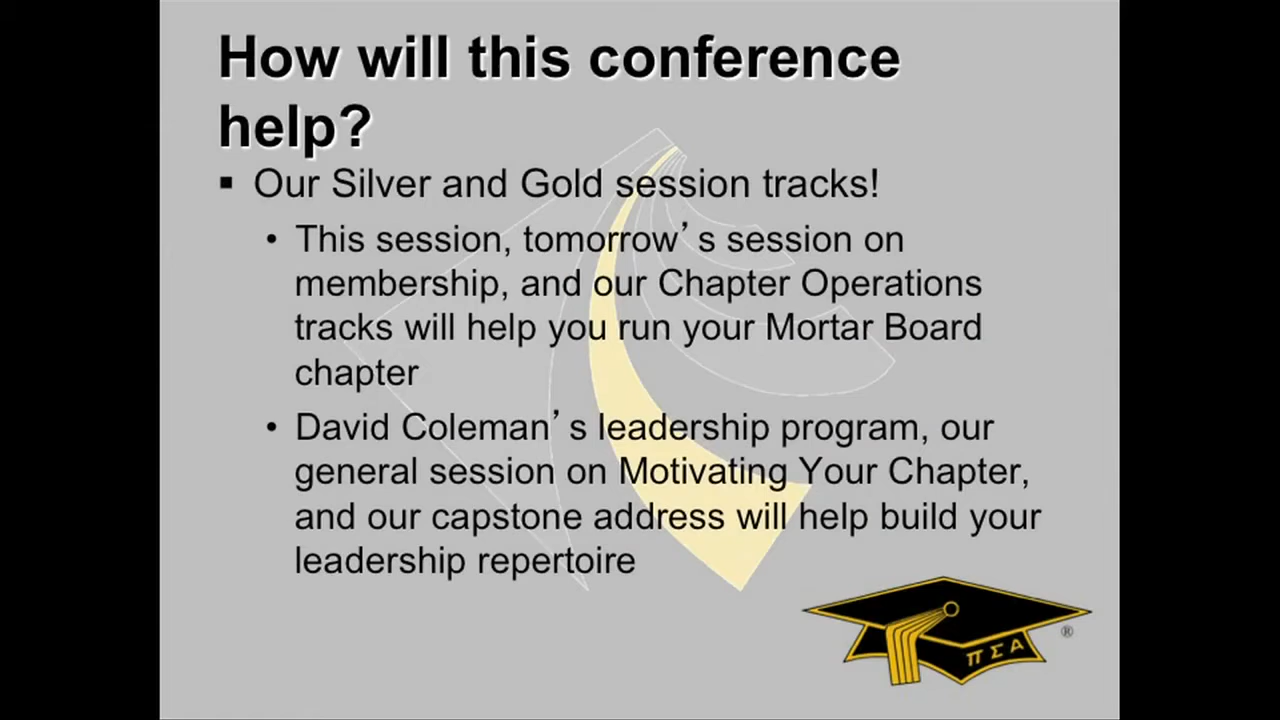 How will this conference
help?
▪ Our Silver and Gold session tracks!
• This session, tomorrow’s session on
membership, and our Chapter Operations
tracks will help you run your Mortar Board
chapter
• David Coleman’s leadership program, our
general session on Motivating Your Chapter,
and our capstone address will help build your
leadership repertoire
ΠΣΑ
®